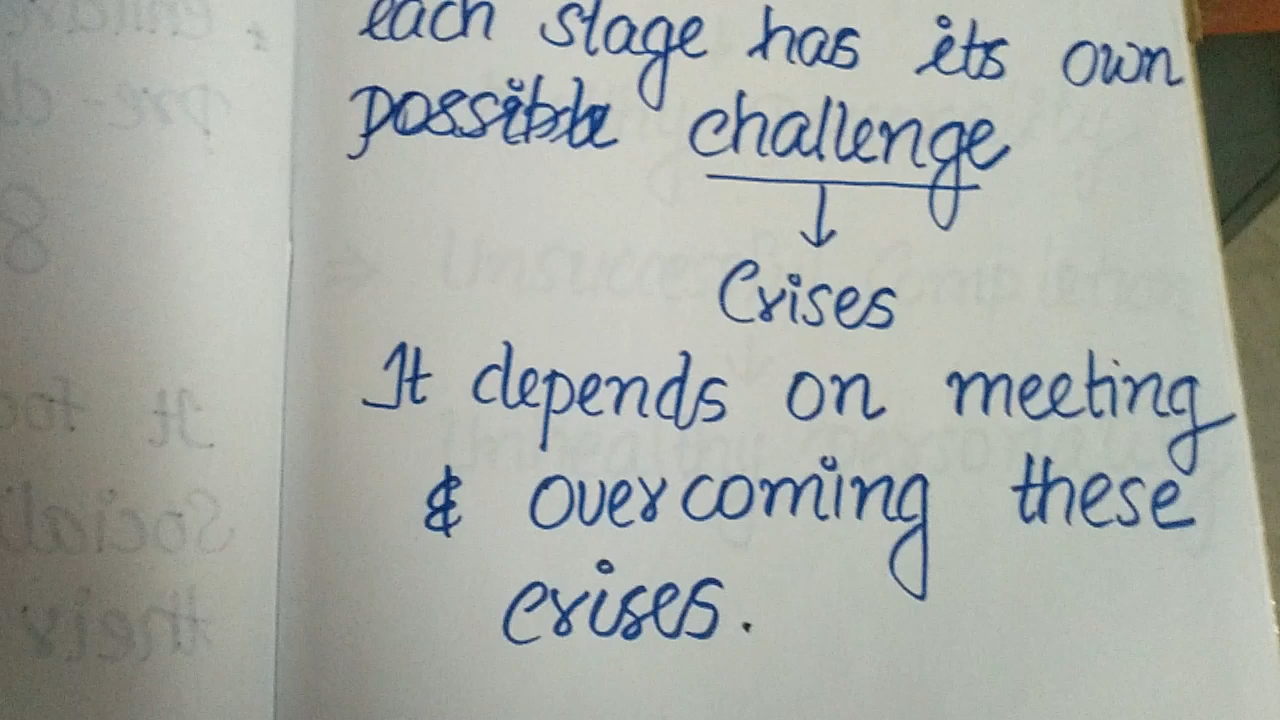 each stage has its own
possible challenge
↓
Crises
It depends on meeting
& overcoming these
crises.